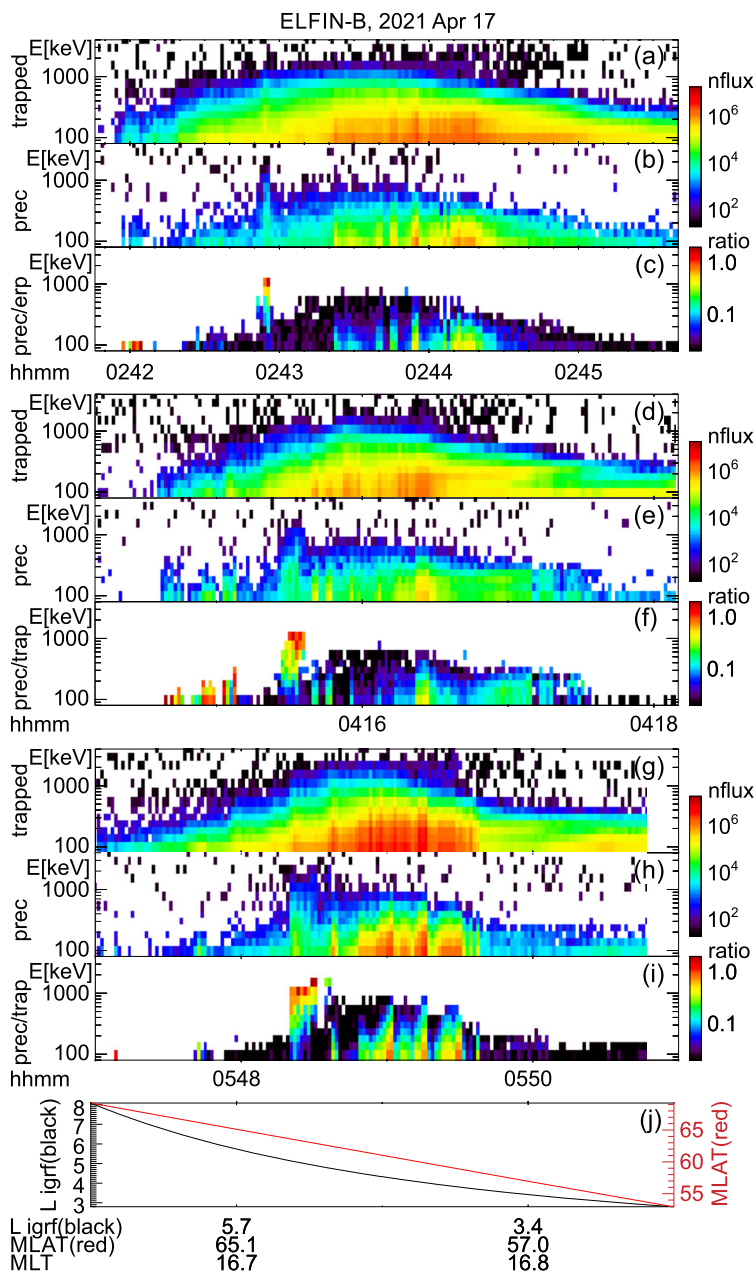 ELFIN-B, 2021 Apr 17
E[keV] (a) nflux
trapped 1000 100
10^6 10^4 10^2
E[keV] (b)
prec 1000 100
ratio
E[keV] (c)
prec/erp 1000 100
1.0 0.1
hhmm 0242 0243 0244 0245
E[keV] (d) nflux
trapped 1000 100
10^6 10^4 10^2
E[keV] (e)
prec 1000 100
ratio
E[keV] (f)
prec/trap 1000 100
1.0 0.1
hhmm 0416 0418
E[keV] (g) nflux
trapped 1000 100
10^6 10^4 10^2
E[keV] (h)
prec 1000 100
ratio
E[keV] (i)
prec/trap 1000 100
1.0 0.1
hhmm 0548 0550
L igrf(black) 8 7 6 5 4 3 (j) 65 60 55 MLAT(red)
L igrf(black) 5.7 3.4
MLAT(red) 65.1 57.0
MLT 16.7 16.8